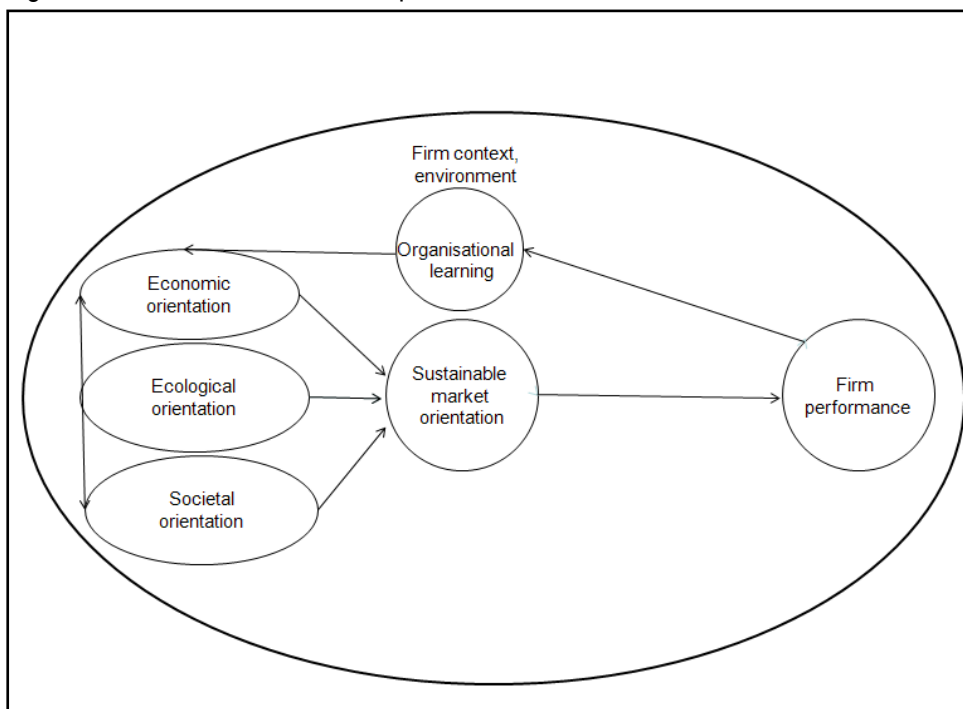 Firm context,
environment
Organisational
learning
Economic
orientation
Ecological
orientation
Societal
orientation
Sustainable
market
orientation
Firm
performance